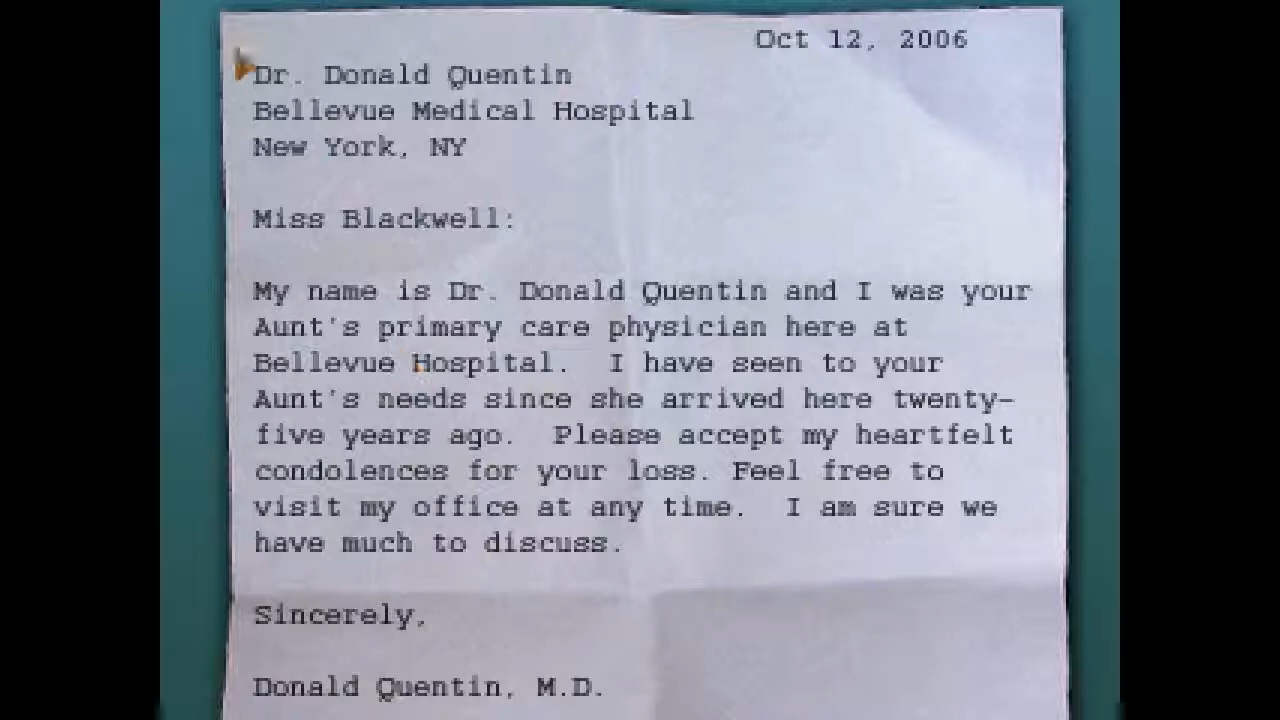 Oct 12, 2006
Dr. Donald Quentin
Bellevue Medical Hospital
New York, NY
Miss Blackwell:
My name is Dr. Donald Quentin and I was your
Aunt's primary care physician here at
Bellevue Hospital.  I have seen to your
Aunt's needs since she arrived here twenty-
five years ago.  Please accept my heartfelt
condolences for your loss. Feel free to
visit my office at any time.  I am sure we
have much to discuss.
Sincerely,
Donald Quentin, M.D.